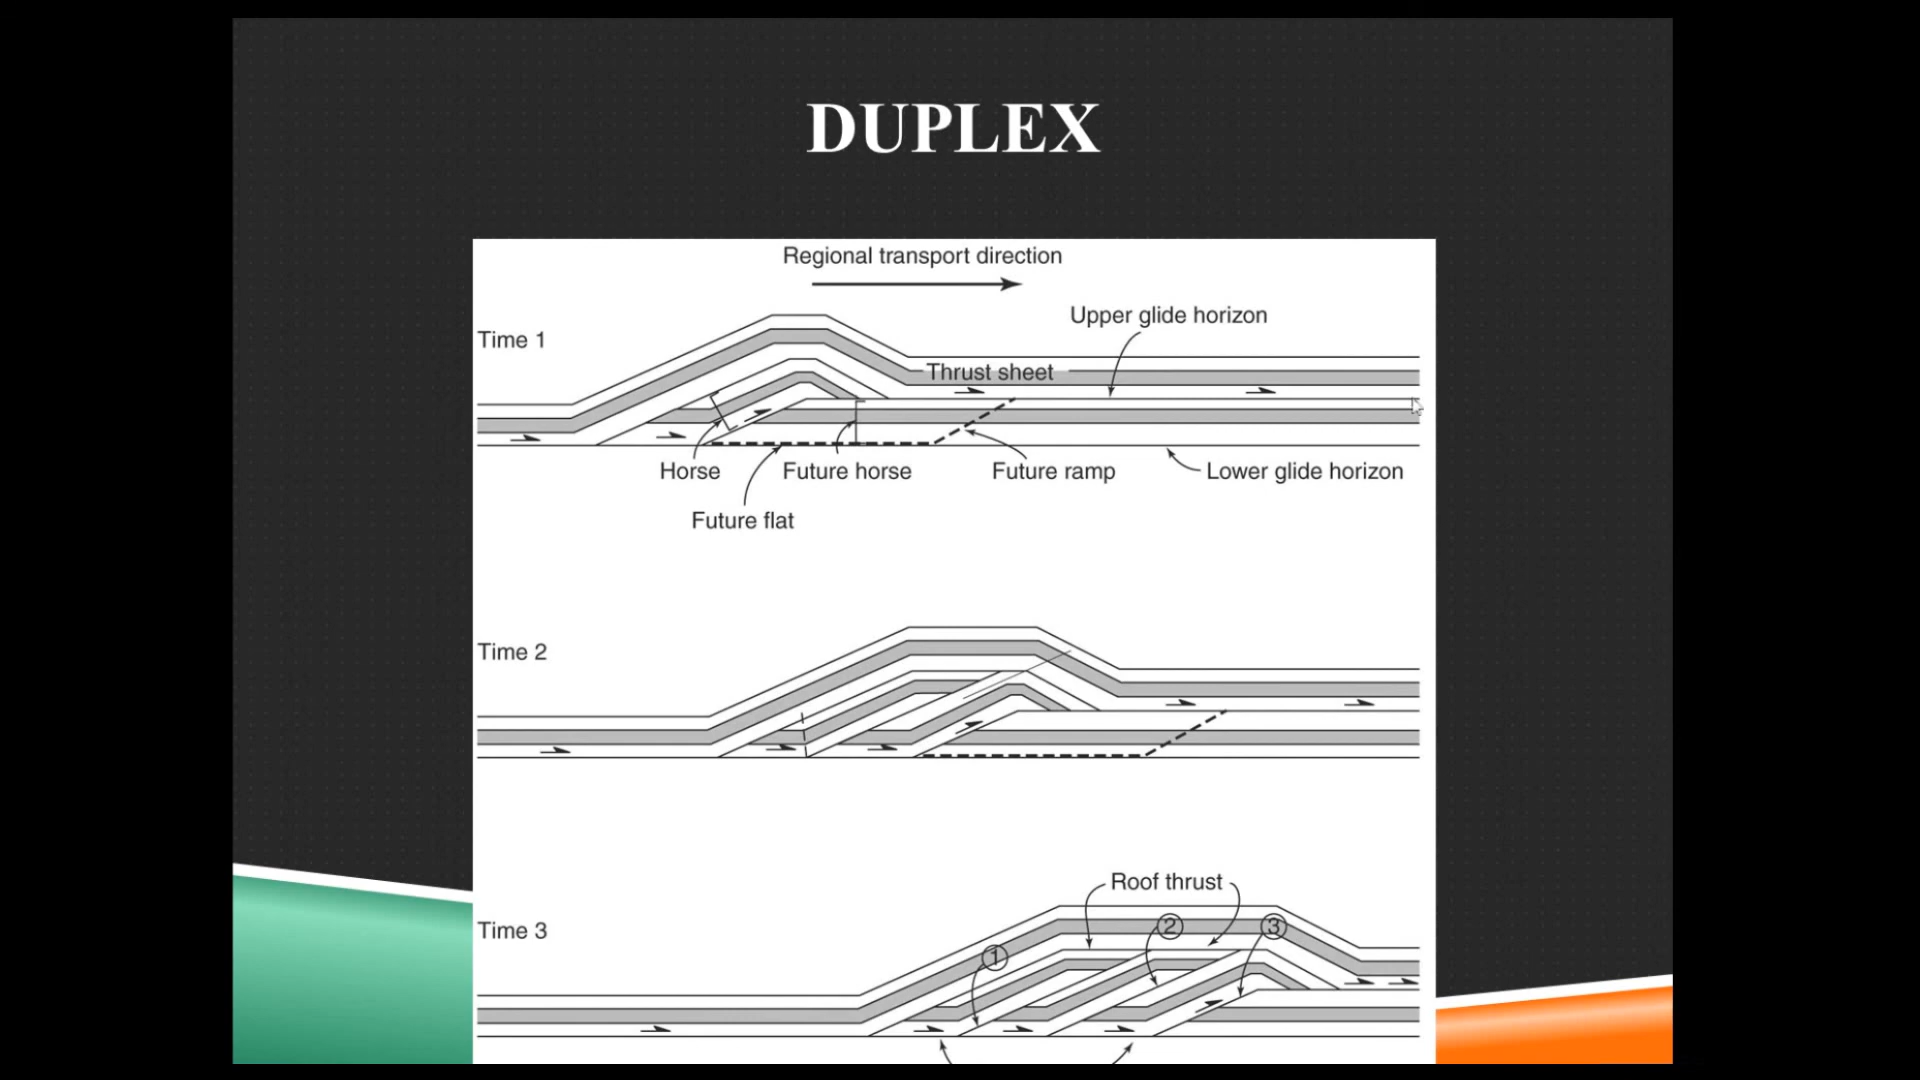 DUPLEX
Regional transport direction
Upper glide horizon
Time 1
Thrust sheet
Horse
Future horse
Future ramp
Lower glide horizon
Future flat
Time 2
Roof thrust
Time 3
1
2
3